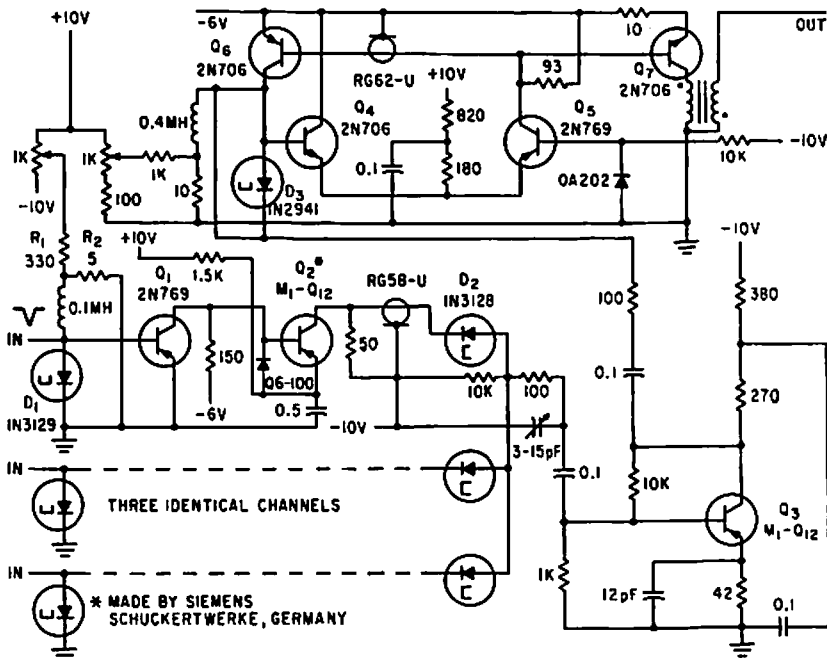 +10V
-6V
Q6
2N706
RG62-U
10
OUT
Q7
2N706
*
0.4MH
Q4
2N706
+10V
820
93
Q5
2N769
1K
1K
1K
100
10
-10V
0.1
180
OA202
10K
-10V
D3
1N2941
R1
330
R2
5
+10V
1.5K
Q1
2N769
Q2*
M1-Q12
RG58-U
D2
1N3128
-10V
0.1MH
100
380
IN
150
Q6-100
50
10K
100
0.1
270
D1
1N3129
-6V
0.5
-10V
3-15pF
IN
THREE IDENTICAL CHANNELS
0.1
10K
Q3
M1-Q12
IN
* MADE BY SIEMENS
SCHUCKERTWERKE, GERMANY
1K
12pF
42
0.1